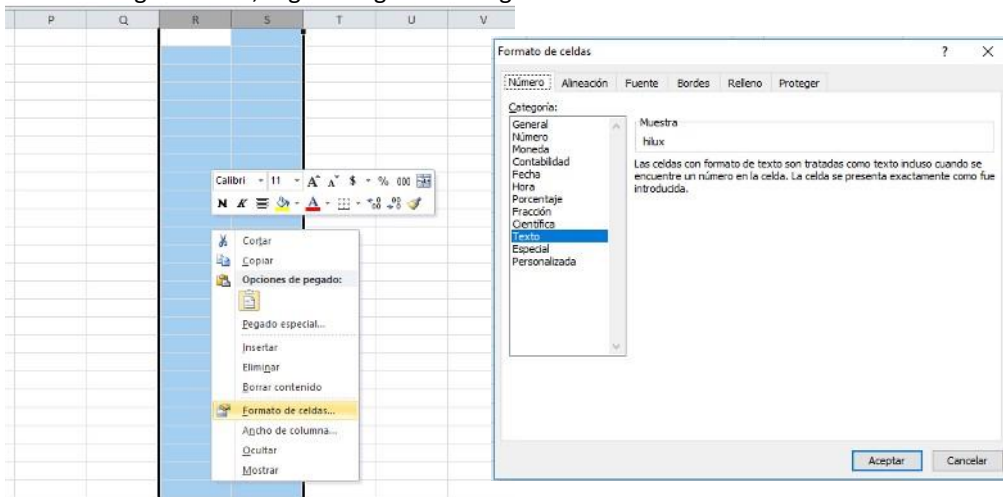 P Q R S T U V
Calibri 11 A A $ % 000
N K A
Cortar
Copiar
Opciones de pegado:
Pegado especial...
Insertar
Eliminar
Borrar contenido
Formato de celdas...
Ancho de columna...
Ocultar
Mostrar
Formato de celdas ? X
Número Alineación Fuente Bordes Relleno Proteger
Categoría:
General
Número
Moneda
Contabilidad
Fecha
Hora
Porcentaje
Fracción
Científica
Texto
Especial
Personalizada
Muestra
hilux
Las celdas con formato de texto son tratadas como texto incluso cuando se
encuentre un número en la celda. La celda se presenta exactamente como fue
introducida.
Aceptar Cancelar